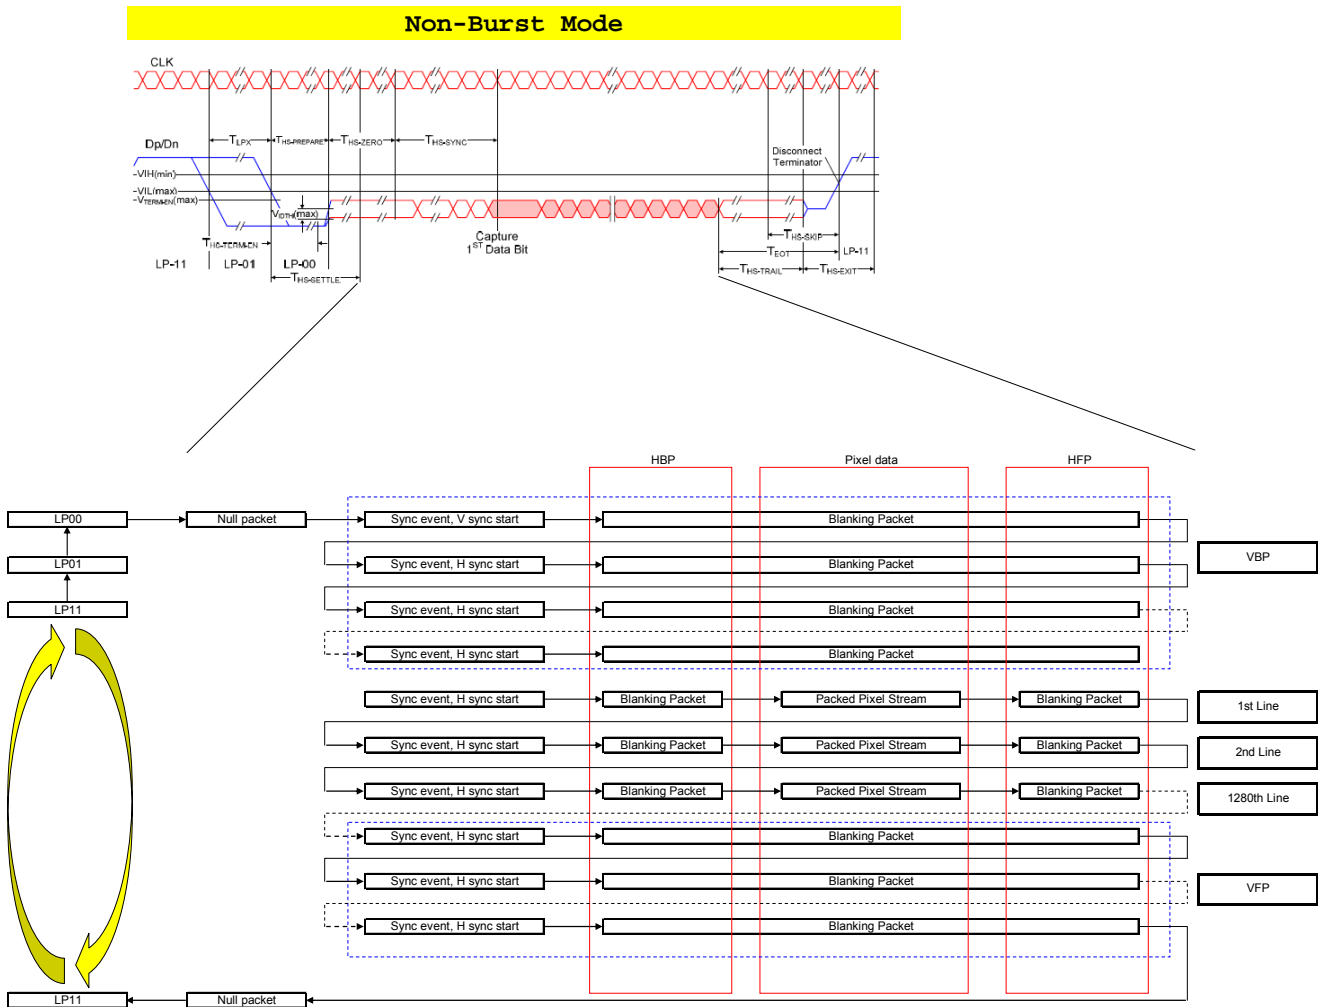 Non-Burst Mode
CLK
Dp/Dn
TLPX
THS-PREPARE
THS-ZERO
THS-SYNC
Disconnect
Terminator
VIH(min)
VIL(max)
VTERM-EN(max)
VIDTH(max)
THS-TERM-EN
Capture
1ST Data Bit
THS-SKIP
TEOT
LP-11
LP-11
LP-01
LP-00
THS-SETTLE
THS-TRAIL
THS-EXIT
HBP
Pixel data
HFP
LP00
Null packet
Sync event, V sync start
Blanking Packet
LP01
Sync event, H sync start
Blanking Packet
VBP
LP11
Sync event, H sync start
Blanking Packet
Sync event, H sync start
Blanking Packet
Sync event, H sync start
Blanking Packet
Packed Pixel Stream
Blanking Packet
1st Line
Sync event, H sync start
Blanking Packet
Packed Pixel Stream
Blanking Packet
2nd Line
Sync event, H sync start
Blanking Packet
Packed Pixel Stream
Blanking Packet
1280th Line
Sync event, H sync start
Blanking Packet
Sync event, H sync start
Blanking Packet
VFP
Sync event, H sync start
Blanking Packet
LP11
Null packet